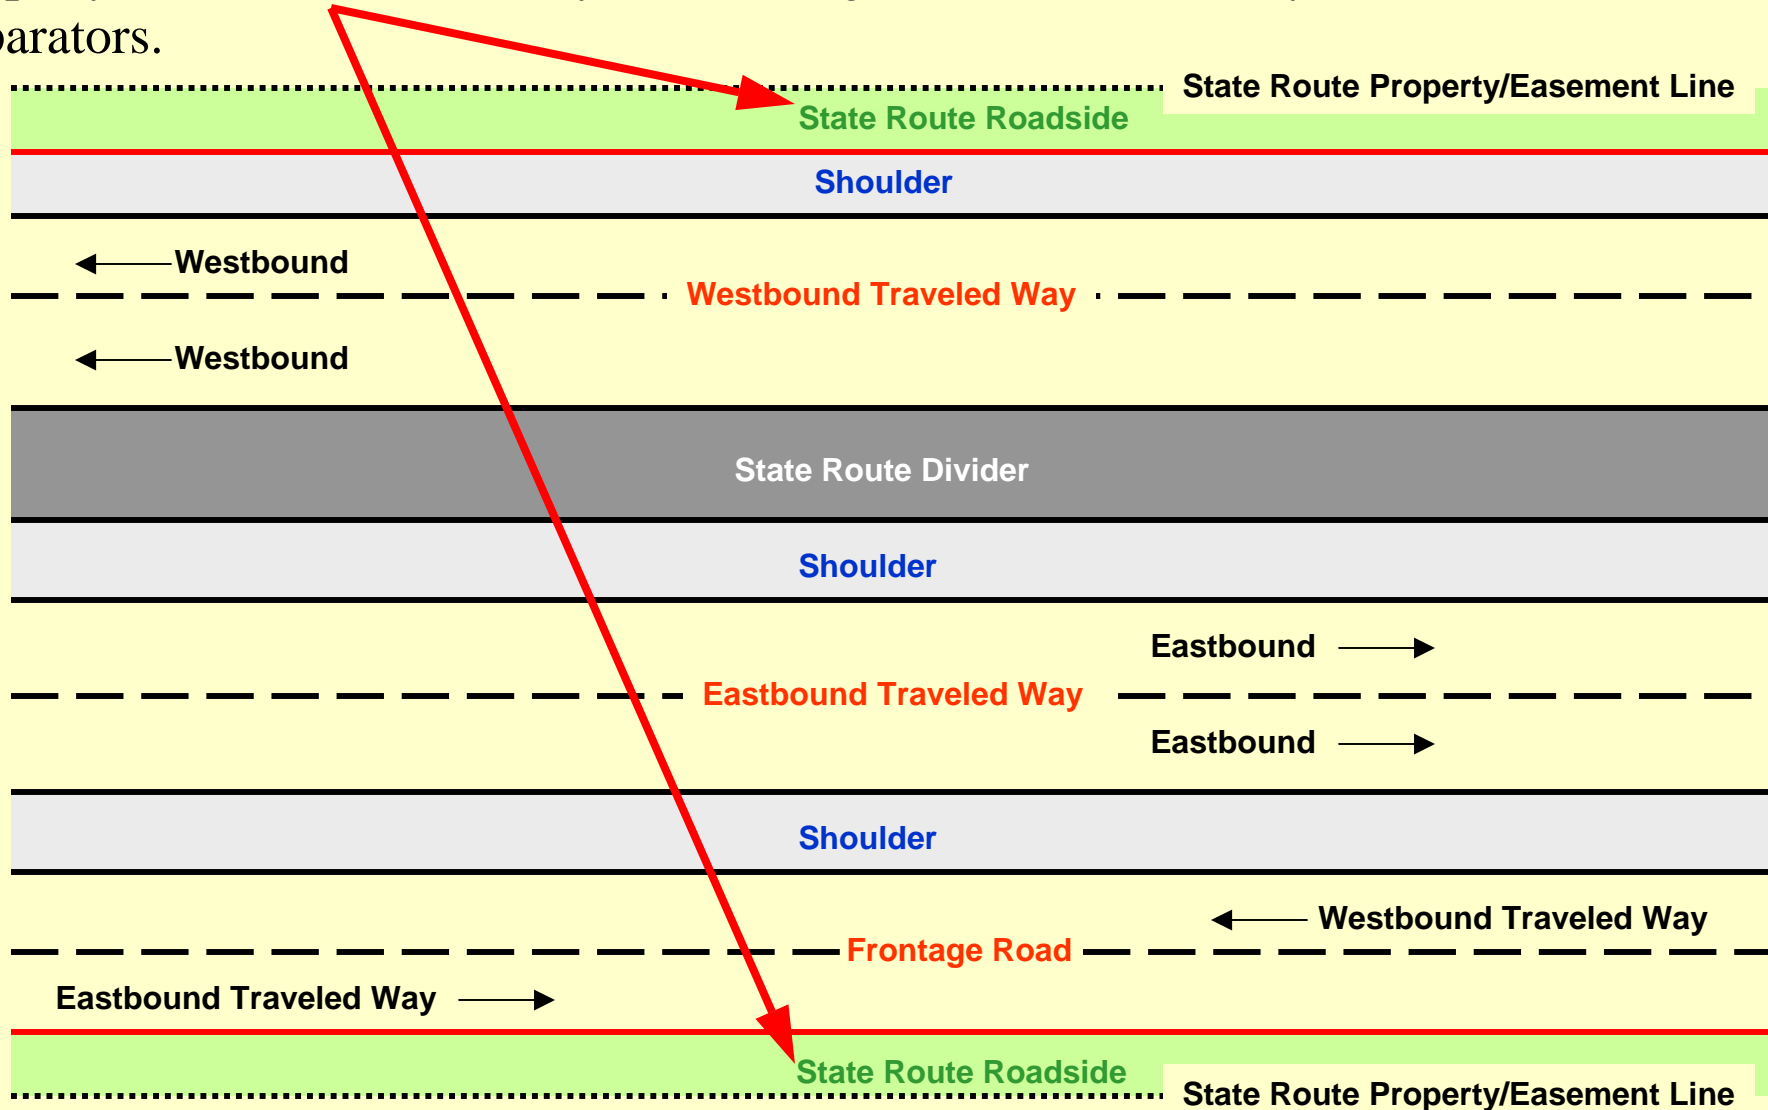 parators.
State Route Property/Easement Line
State Route Roadside
Shoulder
Westbound
Westbound Traveled Way
Westbound
State Route Divider
Shoulder
Eastbound
Eastbound Traveled Way
Eastbound
Shoulder
Westbound Traveled Way
Frontage Road
Eastbound Traveled Way
State Route Roadside
State Route Property/Easement Line